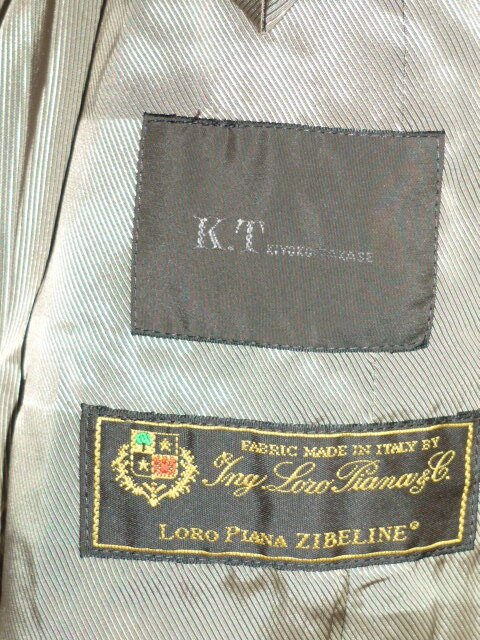 K.T KIYOKO TAKASE
FABRIC MADE IN ITALY BY
Ing. Loro Piana & C.
LORO PIANA ZIBELINE®